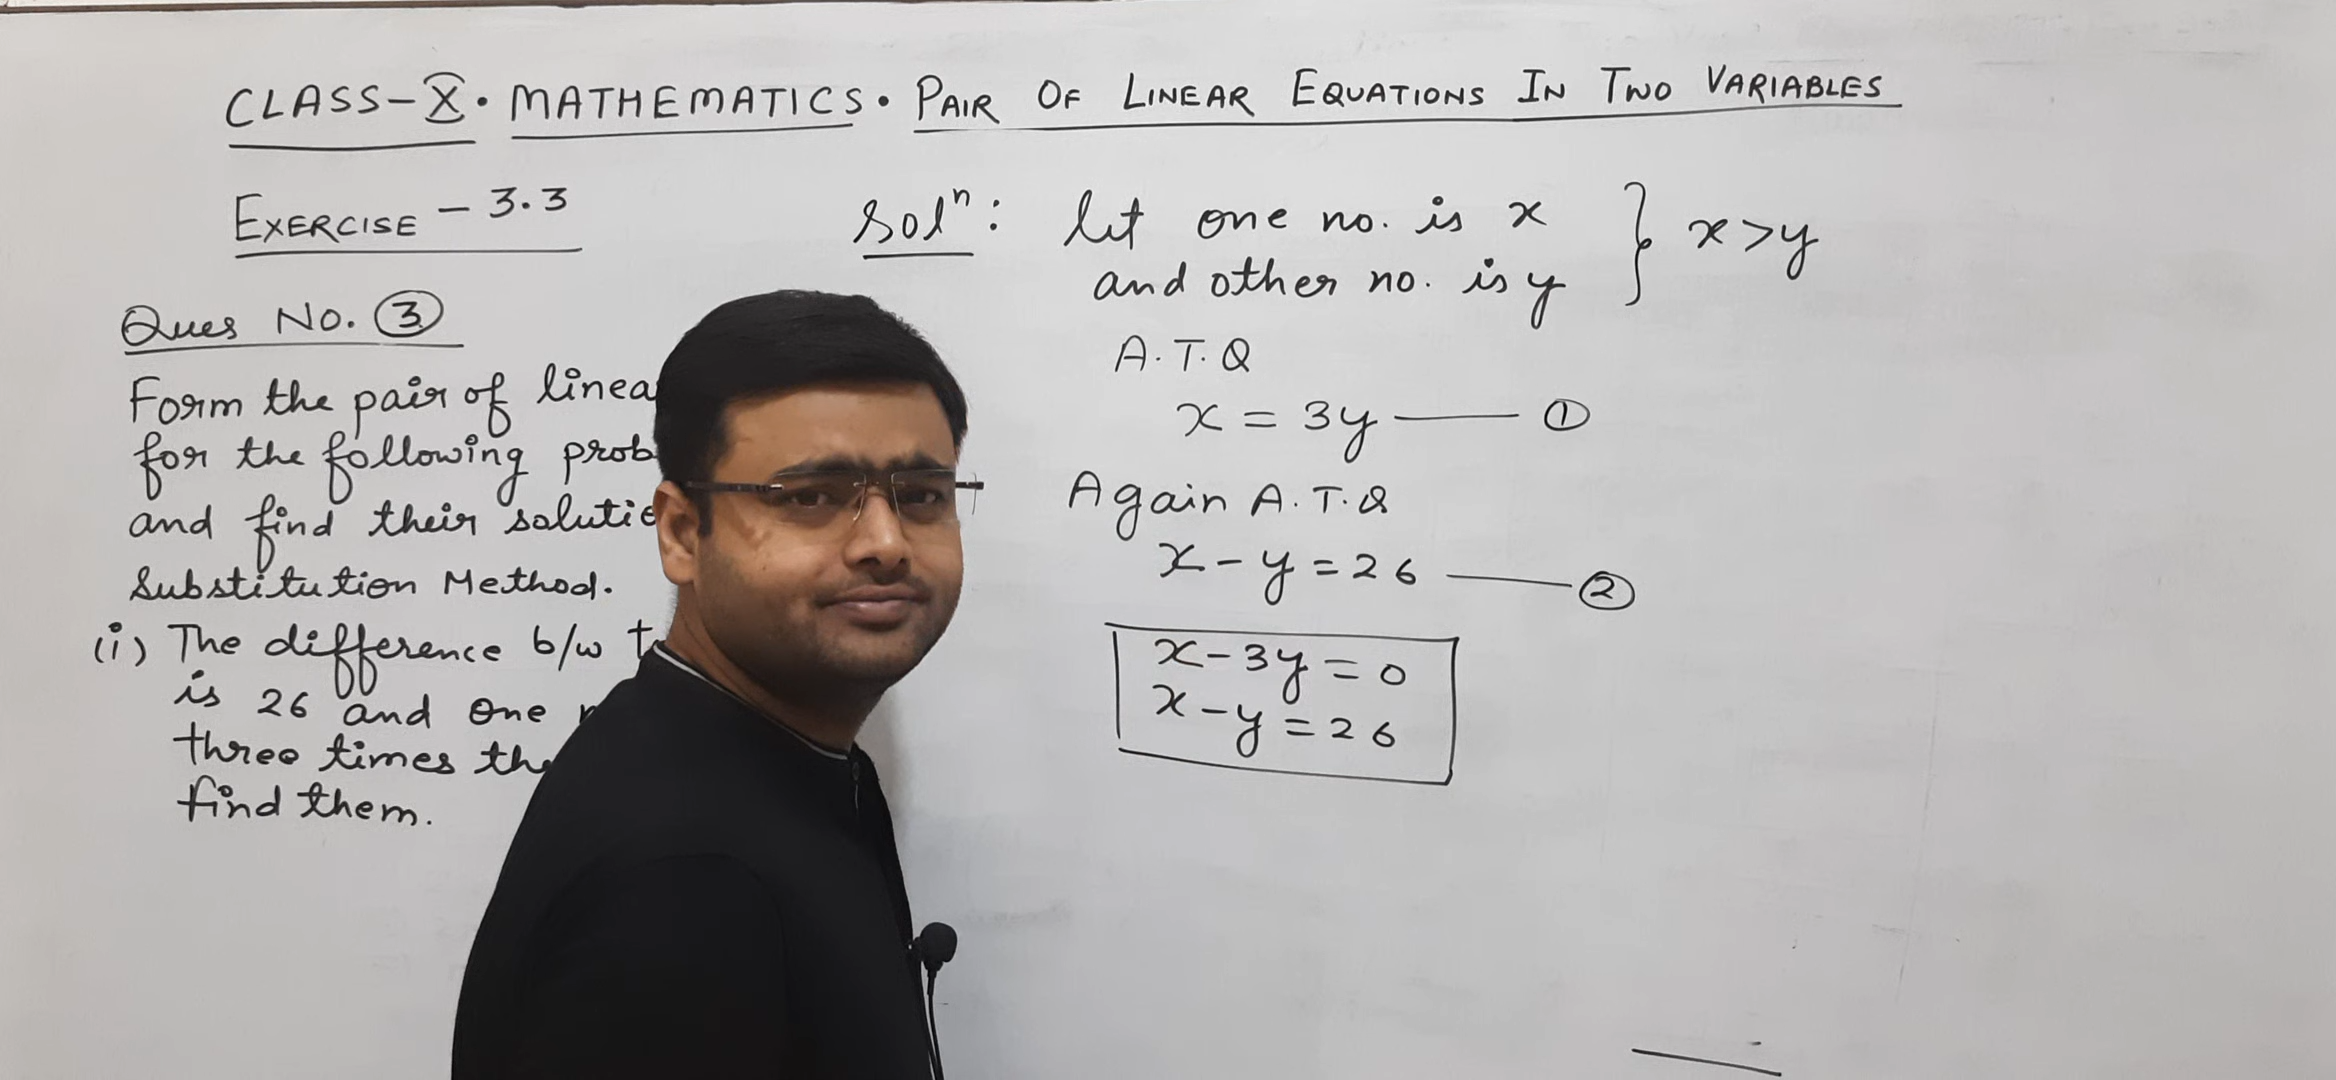 CLASS-X. MATHEMATICS. PAIR OF LINEAR EQUATIONS IN TWO VARIABLES
EXERCISE - 3.3
Ques No. ③
Form the pair of linea
for the following prob
and find their solutio
Substitution Method.
(i) The difference b/w t
is 26 and one
three times the
find them.
Solⁿ: let one no. is x
and other no. is y } x>y
A.T.Q
x = 3y —— ①
Again A.T.Q
x - y = 26 —— ②
x - 3y = 0
x - y = 26